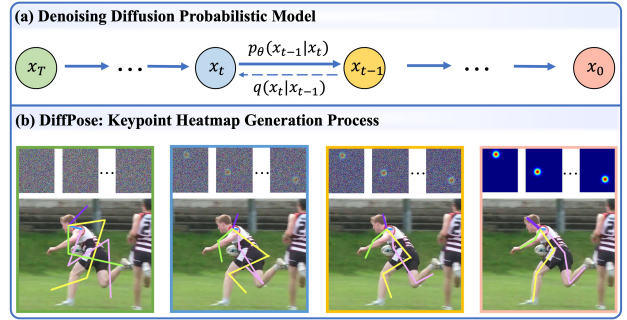 (a) Denoising Diffusion Probabilistic Model
x_T ... x_t p_θ(x_{t−1}|x_t) x_{t−1} ... x_0
q(x_t|x_{t−1})
(b) DiffPose: Keypoint Heatmap Generation Process
... ... ... ...